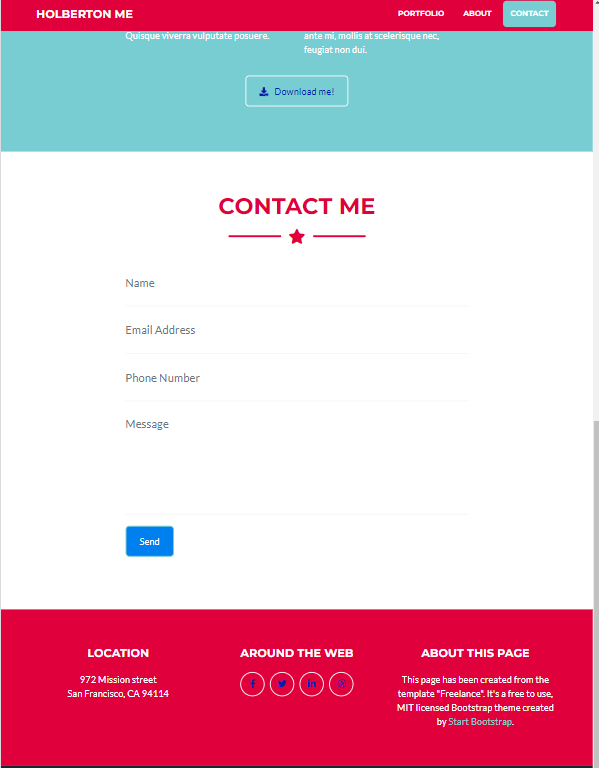 HOLBERTON ME
PORTFOLIO ABOUT CONTACT
Quisque viverra vulputate posuere.
ante mi, mollis at scelerisque nec,
feugiat non dui.
Download me!
CONTACT ME
Name
Email Address
Phone Number
Message
Send
LOCATION
972 Mission street
San Francisco, CA 94114
AROUND THE WEB
ABOUT THIS PAGE
This page has been created from the
template "Freelance". It's a free to use,
MIT licensed Bootstrap theme created
by Start Bootstrap.